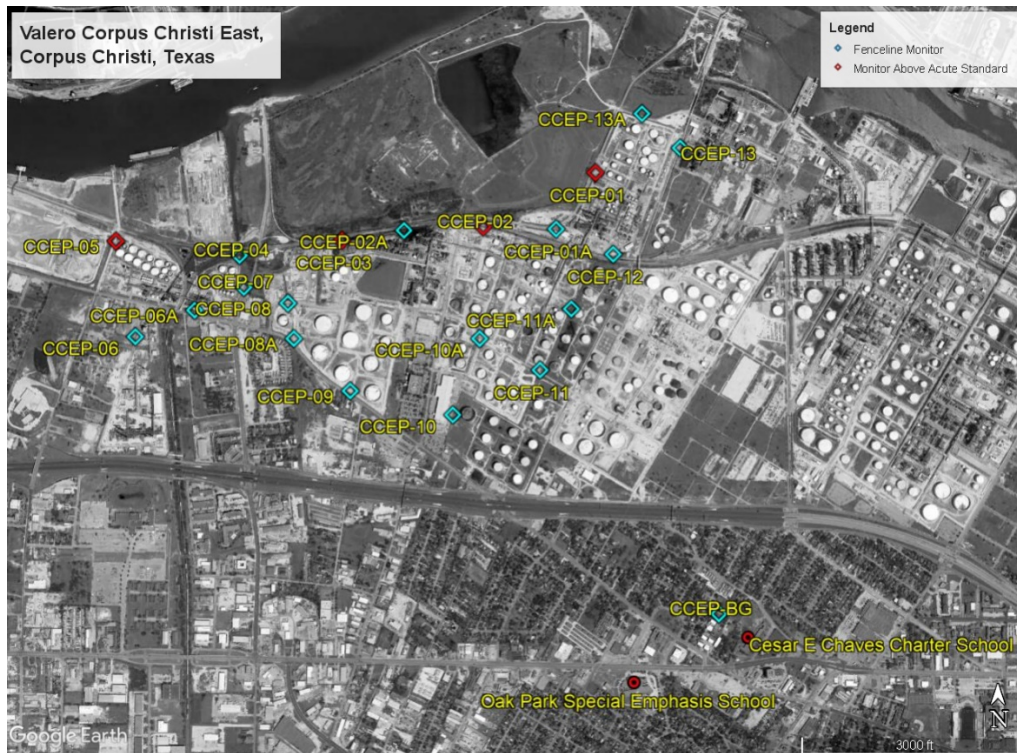 Valero Corpus Christi East,
Corpus Christi, Texas
Legend
Fenceline Monitor
Monitor Above Acute Standard
CCEP-13A
CCEP-13
CCEP-01
CCEP-02
CCEP-05
CCEP-04
CCEP-02A
CCEP-01A
CCEP-03
CCEP-12
CCEP-07
CCEP-08
CCEP-06A
CCEP-11A
CCEP-06
CCEP-08A
CCEP-10A
CCEP-11
CCEP-09
CCEP-10
CCEP-BG
Cesar E Chaves Charter School
Oak Park Special Emphasis School
N
Google Earth
3000 ft